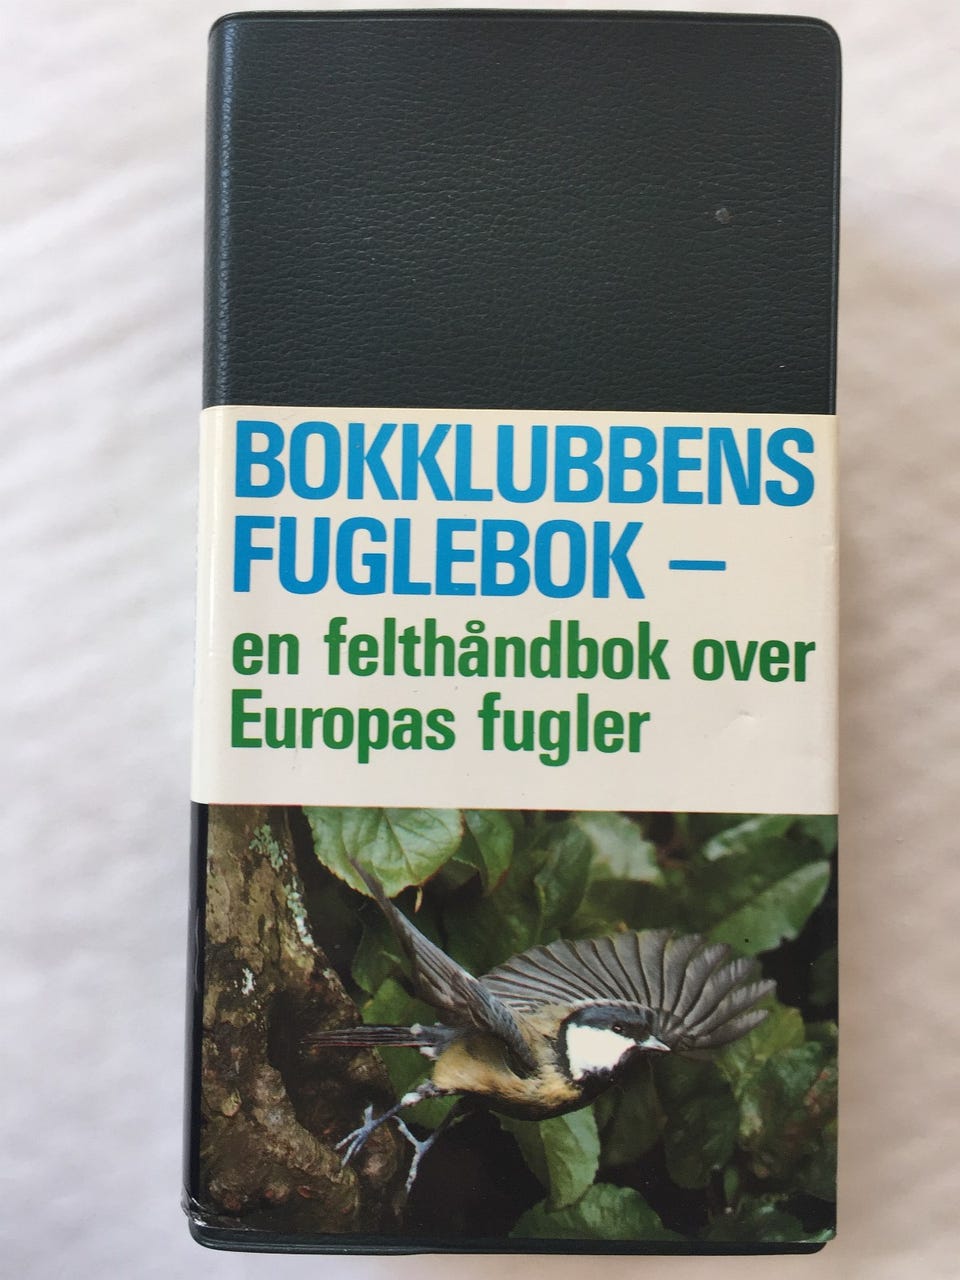 BOKKLUBBENS
FUGLEBOK –
en felthåndbok over
Europas fugler